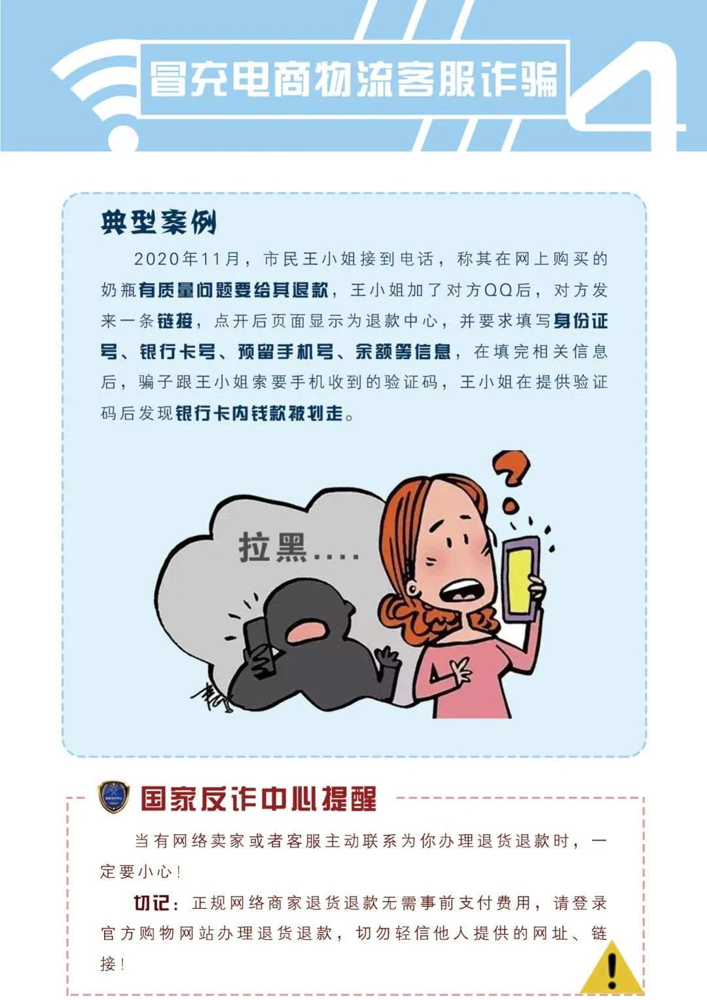 冒充电商物流客服诈骗
4
典型案例
2020年11月，市民王小姐接到电话，称其在网上购买的
奶瓶有质量问题要给其退款，王小姐加了对方QQ后，对方发
来一条链接，点开后页面显示为退款中心，并要求填写身份证
号、银行卡号、预留手机号、余额等信息，在填完相关信息
后，骗子跟王小姐索要手机收到的验证码，王小姐在提供验证
码后发现银行卡内钱款被划走。
拉黑....
国家反诈中心
国家反诈中心提醒
当有网络卖家或者客服主动联系为你办理退货退款时，一
定要小心！
切记：正规网络商家退货退款无需事前支付费用，请登录
官方购物网站办理退货退款，切勿轻信他人提供的网址、链
接！